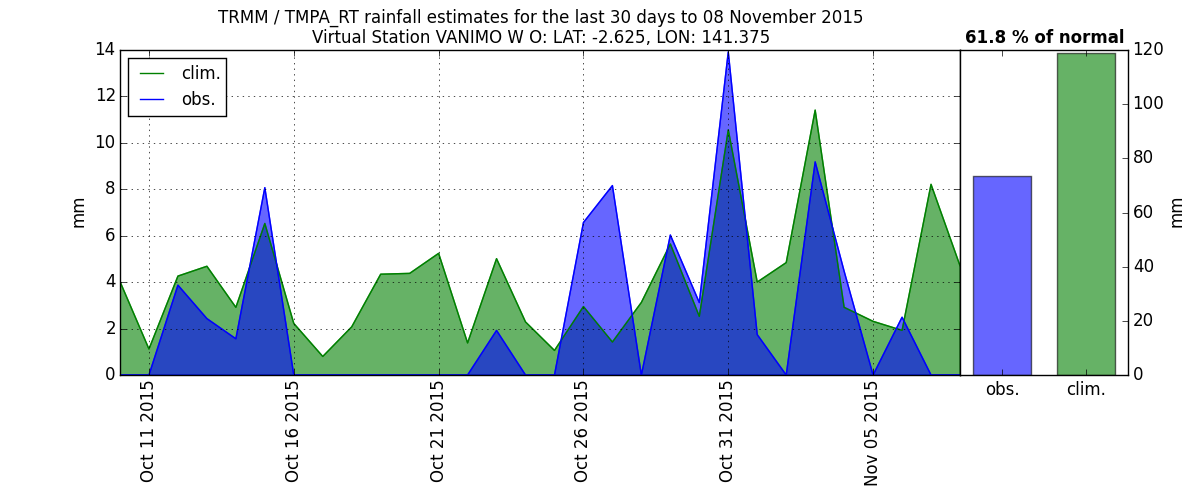 TRMM / TMPA_RT rainfall estimates for the last 30 days to 08 November 2015
Virtual Station VANIMO W O: LAT: -2.625, LON: 141.375
61.8 % of normal
clim.
obs.
14
12
10
8
6
4
2
0
mm
Oct 11 2015
Oct 16 2015
Oct 21 2015
Oct 26 2015
Oct 31 2015
Nov 05 2015
120
100
80
60
40
20
0
mm
obs.
clim.